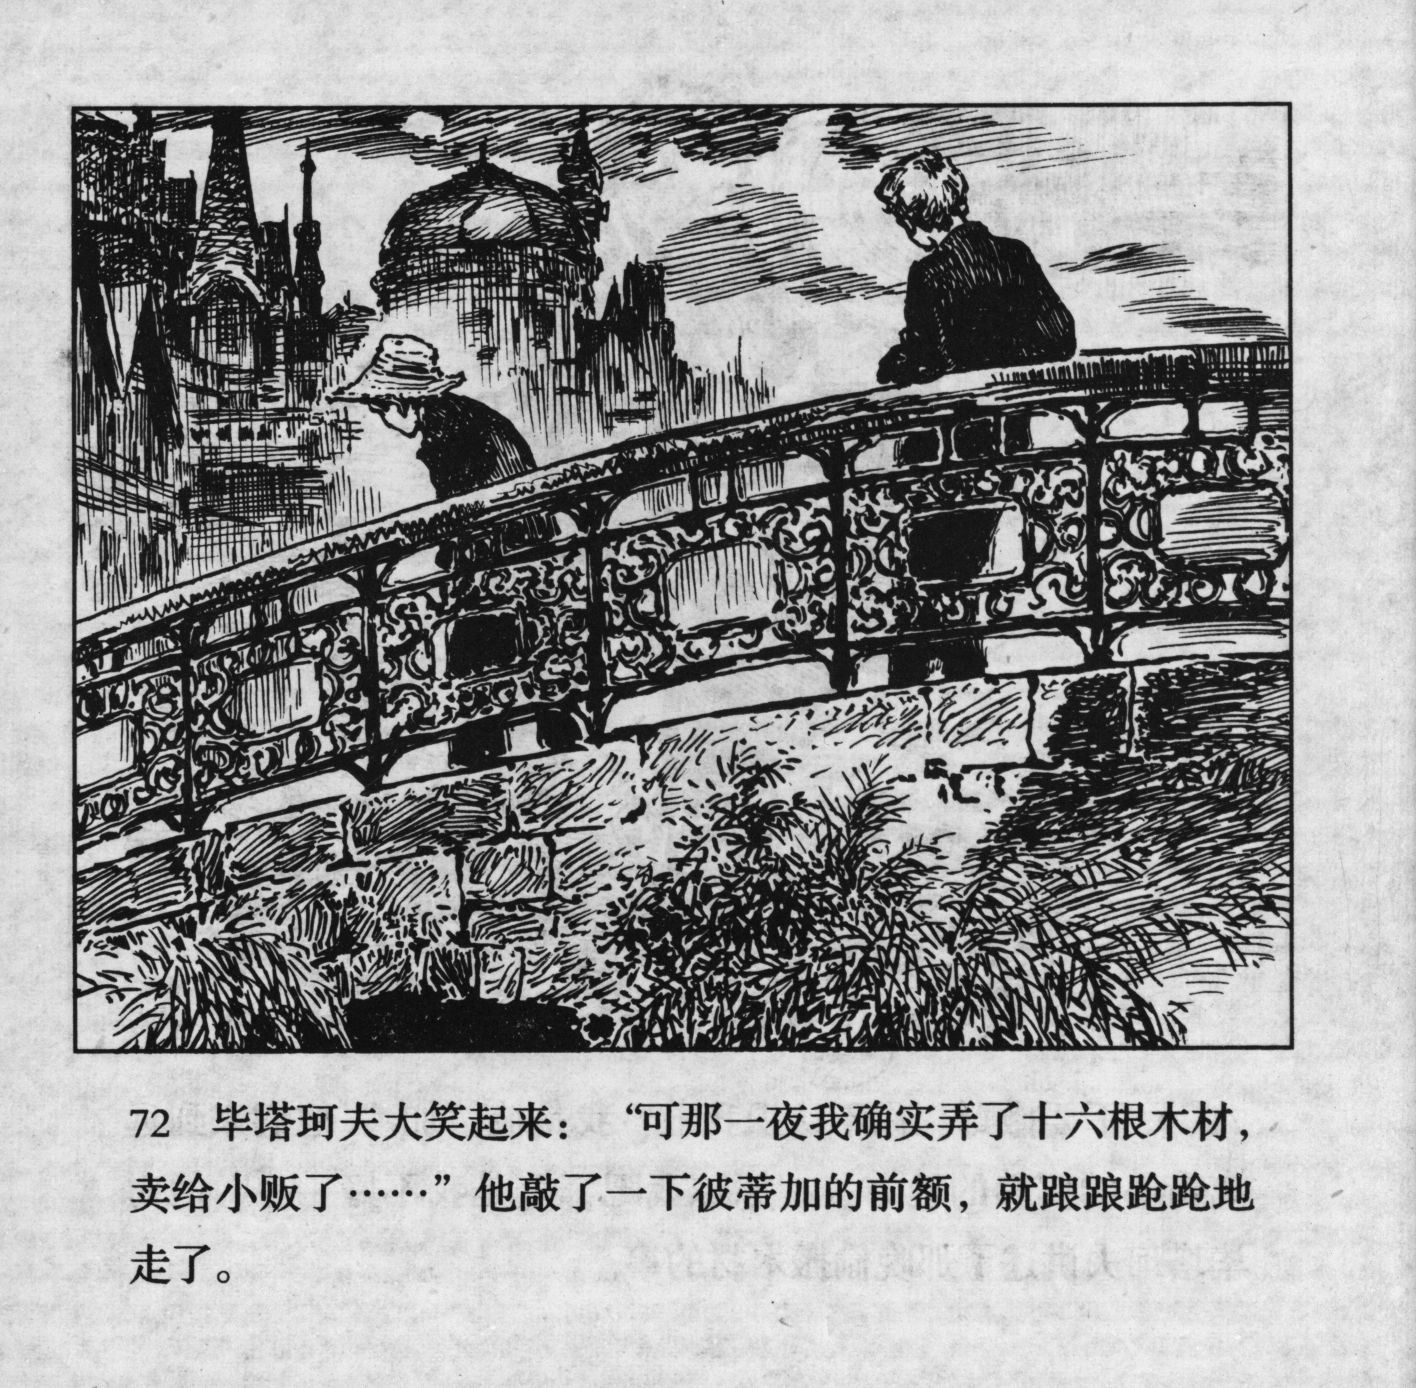 72 毕塔珂夫大笑起来：“可那一夜我确实弄了十六根木材，
卖给小贩了……”他敲了一下彼蒂加的前额，就踉踉跄跄地
走了。